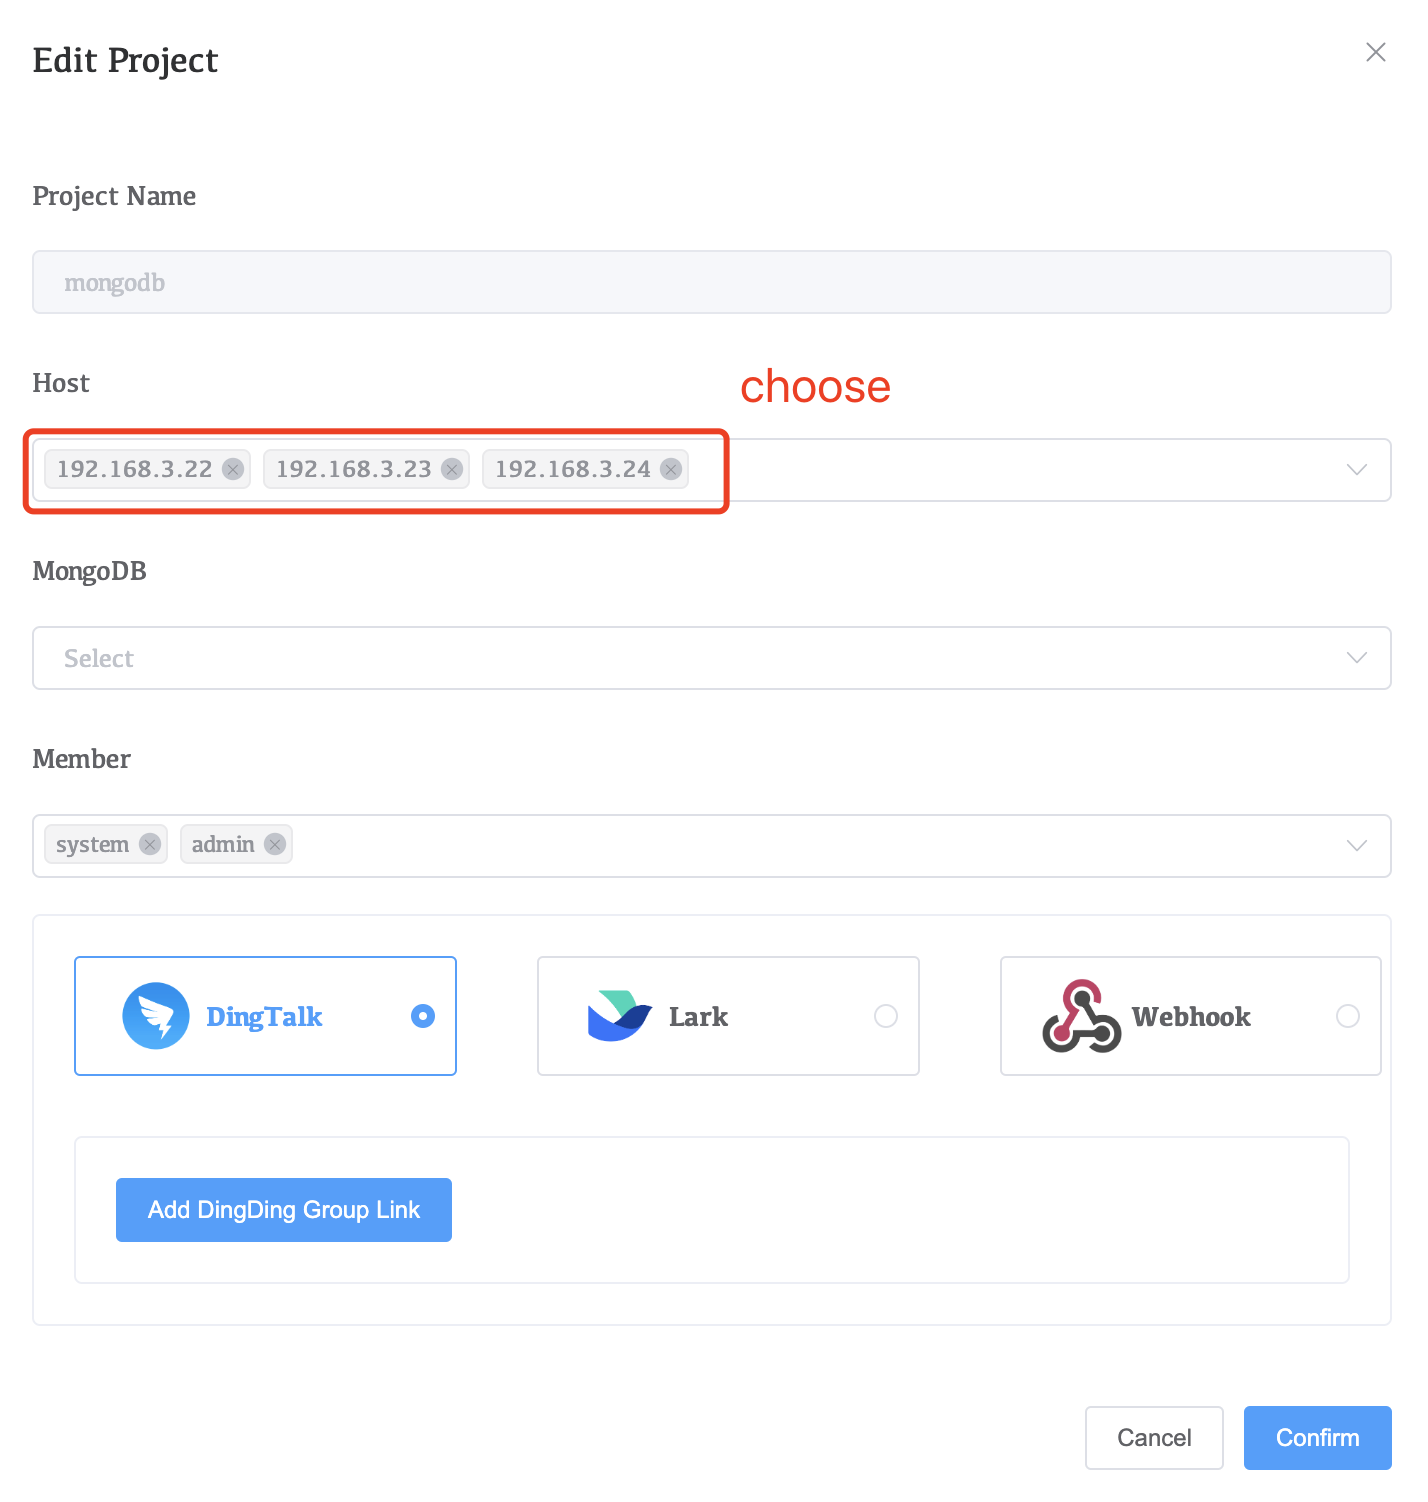 Edit Project
Project Name
mongodb
Host
choose
192.168.3.22 192.168.3.23 192.168.3.24
MongoDB
Select
Member
system admin
DingTalk Lark Webhook
Add DingDing Group Link
Cancel Confirm